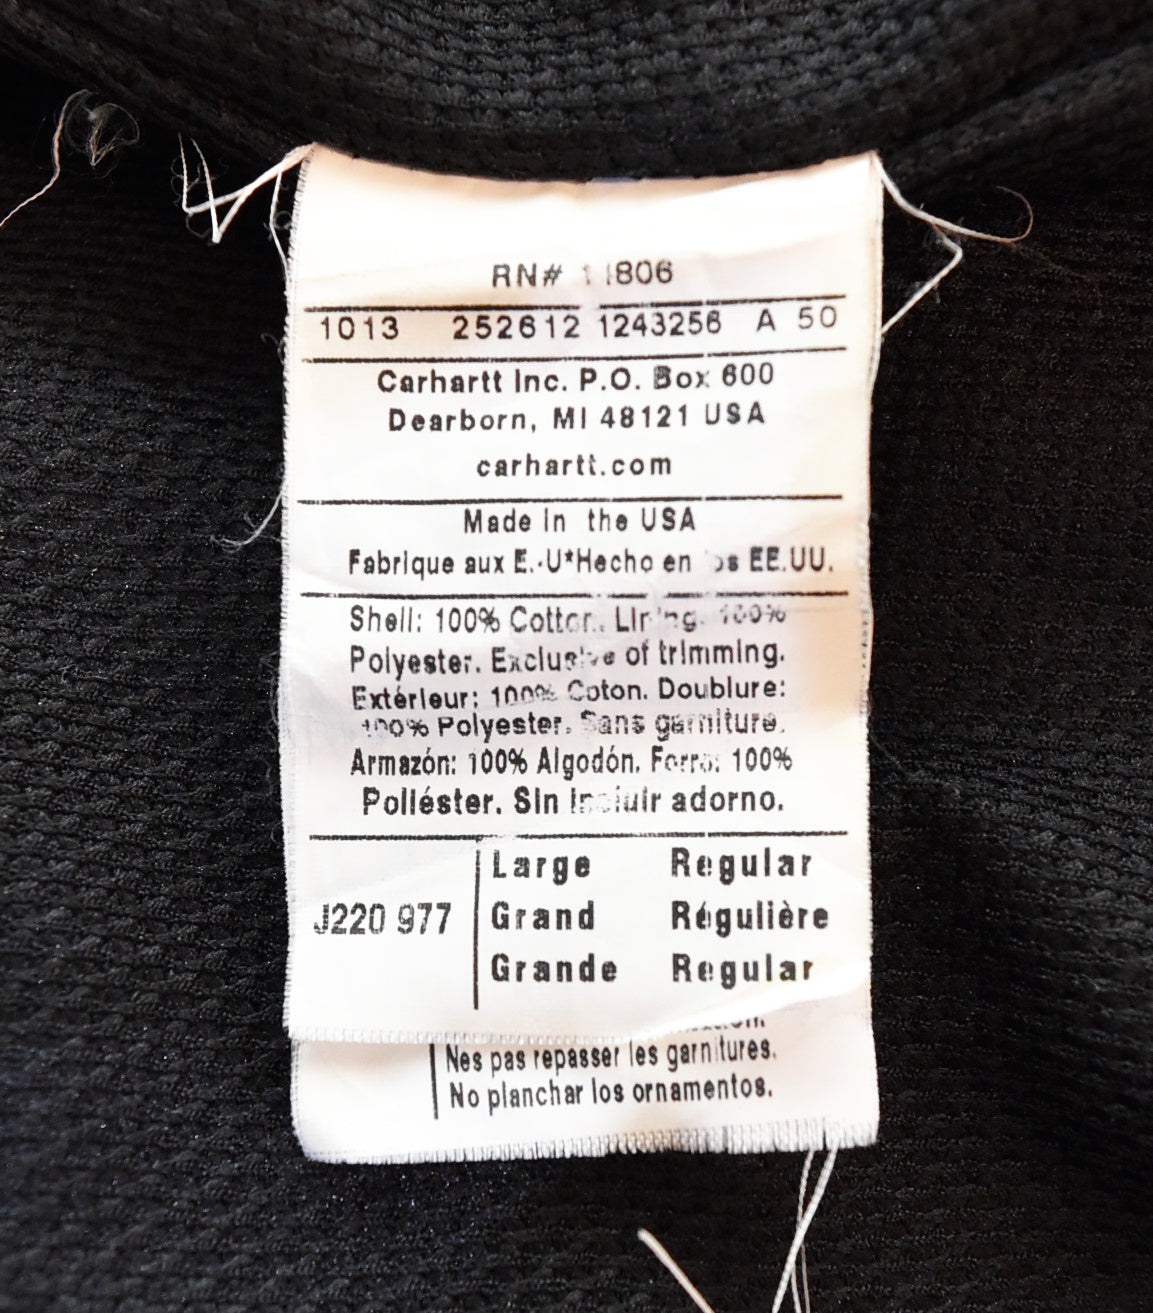 RN# 11806
1013 252612 1243256 A 50
Carhartt Inc. P.O. Box 600
Dearborn, MI 48121 USA
carhartt.com
Made in the USA
Fabrique aux E.-U*Hecho en los EE.UU.
Shell: 100% Cotton. Lining. 100%
Polyester. Exclusive of trimming.
Extérieur: 100% Coton. Doublure:
100% Polyester. Sans garniture.
Armazón: 100% Algodón. Forro: 100%
Poliéster. Sin incluir adorno.
J220 977
Large Regular
Grand Régulière
Grande Regular
Nes pas repasser les garnitures.
No planchar los ornamentos.